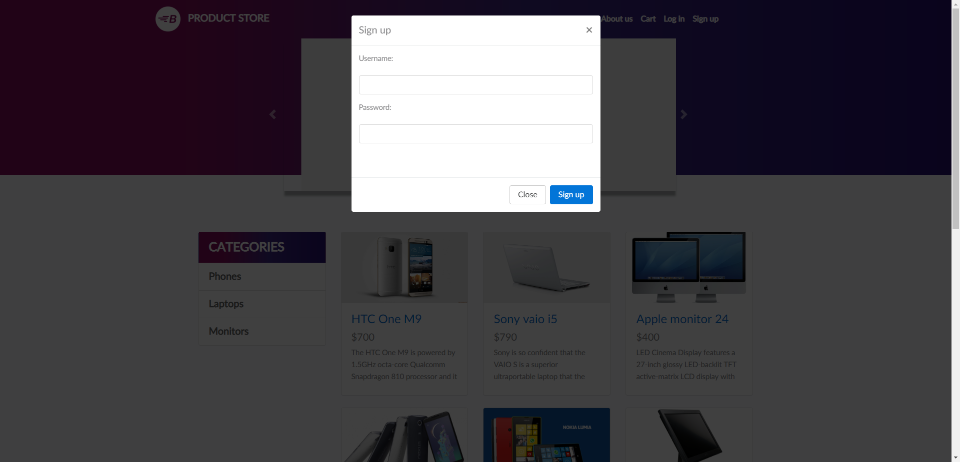 PRODUCT STORE
About us Cart Log in Sign up
Sign up ×
Username:
Password:
Close Sign up
CATEGORIES
Phones
Laptops
Monitors
HTC One M9
$700
The HTC One M9 is powered by
1.5GHz octa-core Qualcomm
Snapdragon 810 processor and it
Sony vaio i5
$790
Sony is so confident that the
VAIO S is a superior
ultraportable laptop that the
Apple monitor 24
$400
LED Cinema Display features a
27-inch glossy LED-backlit TFT
active-matrix LCD display with
NOKIA LUMIA